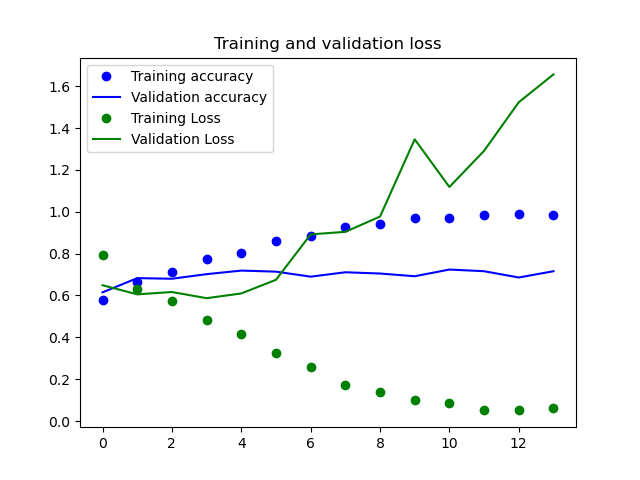 Training and validation loss
Training accuracy
Validation accuracy
Training Loss
Validation Loss
1.6
1.4
1.2
1.0
0.8
0.6
0.4
0.2
0.0
0 2 4 6 8 10 12